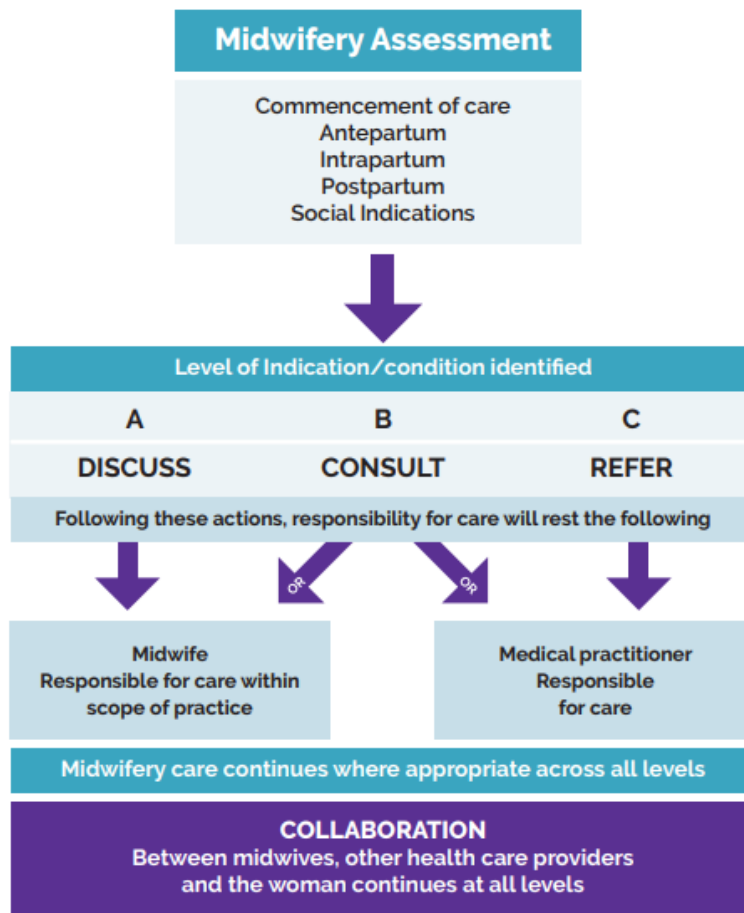 Midwifery Assessment
Commencement of care
Antepartum
Intrapartum
Postpartum
Social Indications
Level of Indication/condition identified
A
B
C
DISCUSS
CONSULT
REFER
Following these actions, responsibility for care will rest the following
OR
OR
Midwife
Responsible for care within
scope of practice
Medical practitioner
Responsible
for care
Midwifery care continues where appropriate across all levels
COLLABORATION
Between midwives, other health care providers
and the woman continues at all levels